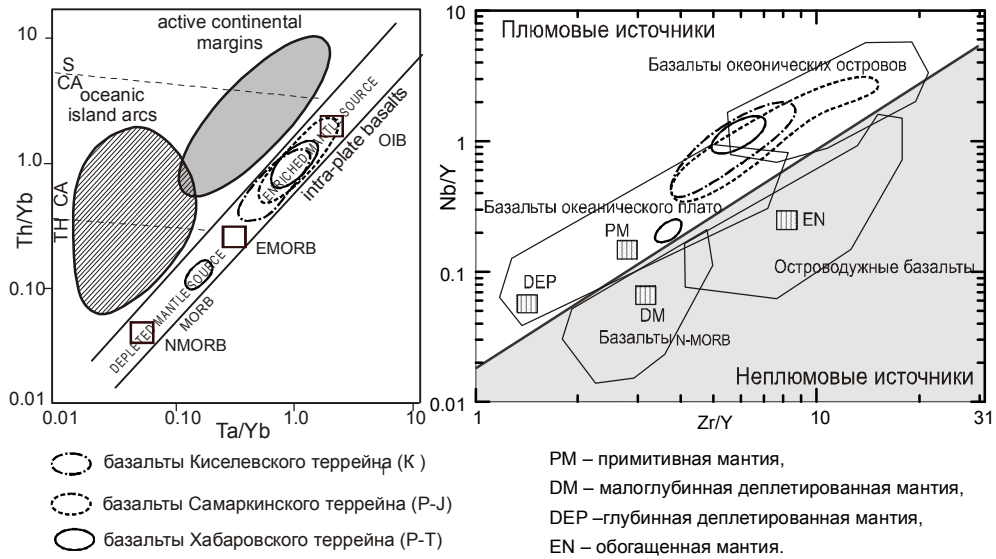 10
1.0
0.10
0.01
Th/Yb
0.01
0.10
1.0
10
Ta/Yb
active continental
margins
S
CA
oceanic
island arcs
CA
TH
ENRICHED MANTLE SOURCE
intra-plate basalts
OIB
EMORB
DEPLETED MANTLE SOURCE
MORB
NMORB
10
1
0.1
0.01
Nb/Y
1
10
31
Zr/Y
Плюмовые источники
Базальты океонических островов
Базальты океанического плато
PM
EN
DEP
DM
Островодужные базальты
Базальты N-MORB
Неплюмовые источники
базальты Киселевского террейна (К )
базальты Самаркинского террейна (P-J)
базальты Хабаровского террейна (P-T)
PM – примитивная мантия,
DM – малоглубинная деплетированная мантия,
DEP –глубинная деплетированная мантия,
EN – обогащенная мантия.